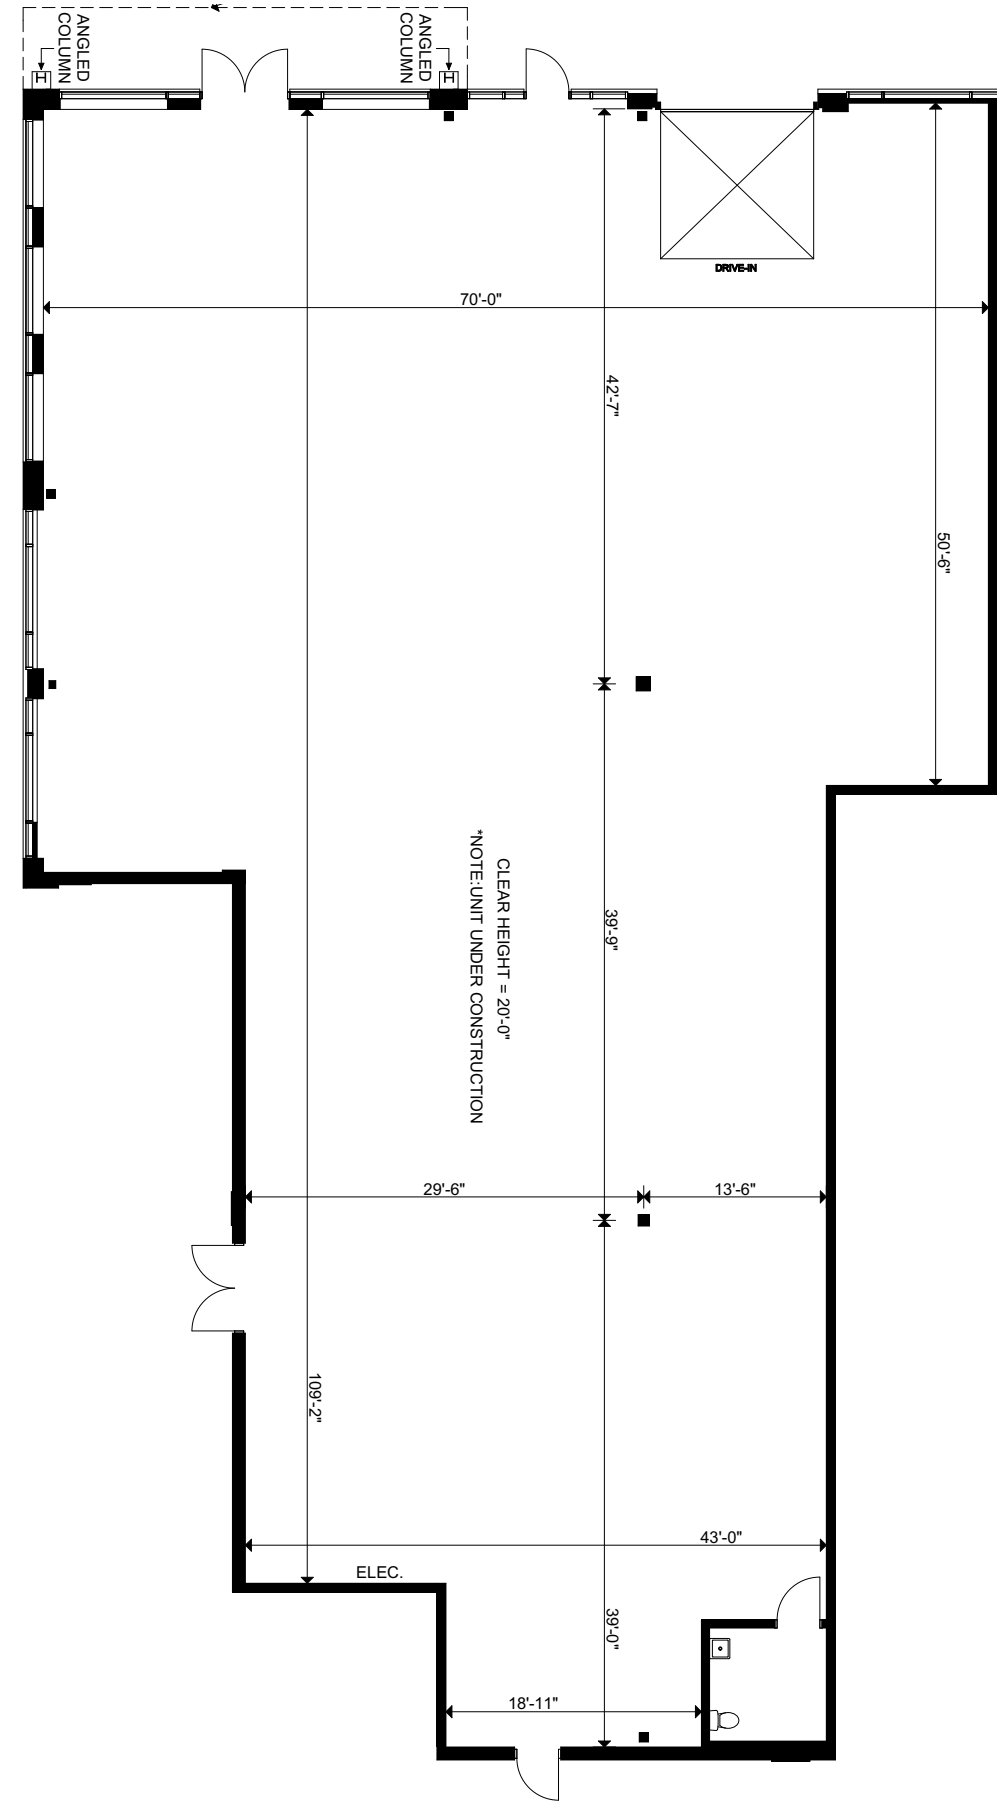 ANGLED
COLUMN
ANGLED
COLUMN
H
H
DRIVE-IN
70'-0"
42'-7"
50'-6"
CLEAR HEIGHT = 20'-0"
*NOTE:UNIT UNDER CONSTRUCTION
39'-9"
29'-6"
13'-6"
109'-2"
43'-0"
ELEC.
39'-0"
18'-11"